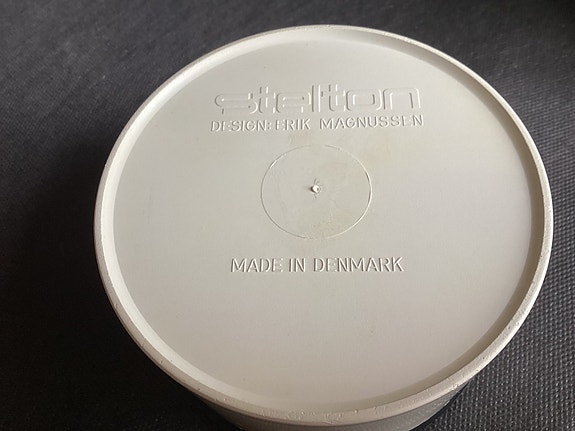 stelton
DESIGN: ERIK MAGNUSSEN
MADE IN DENMARK